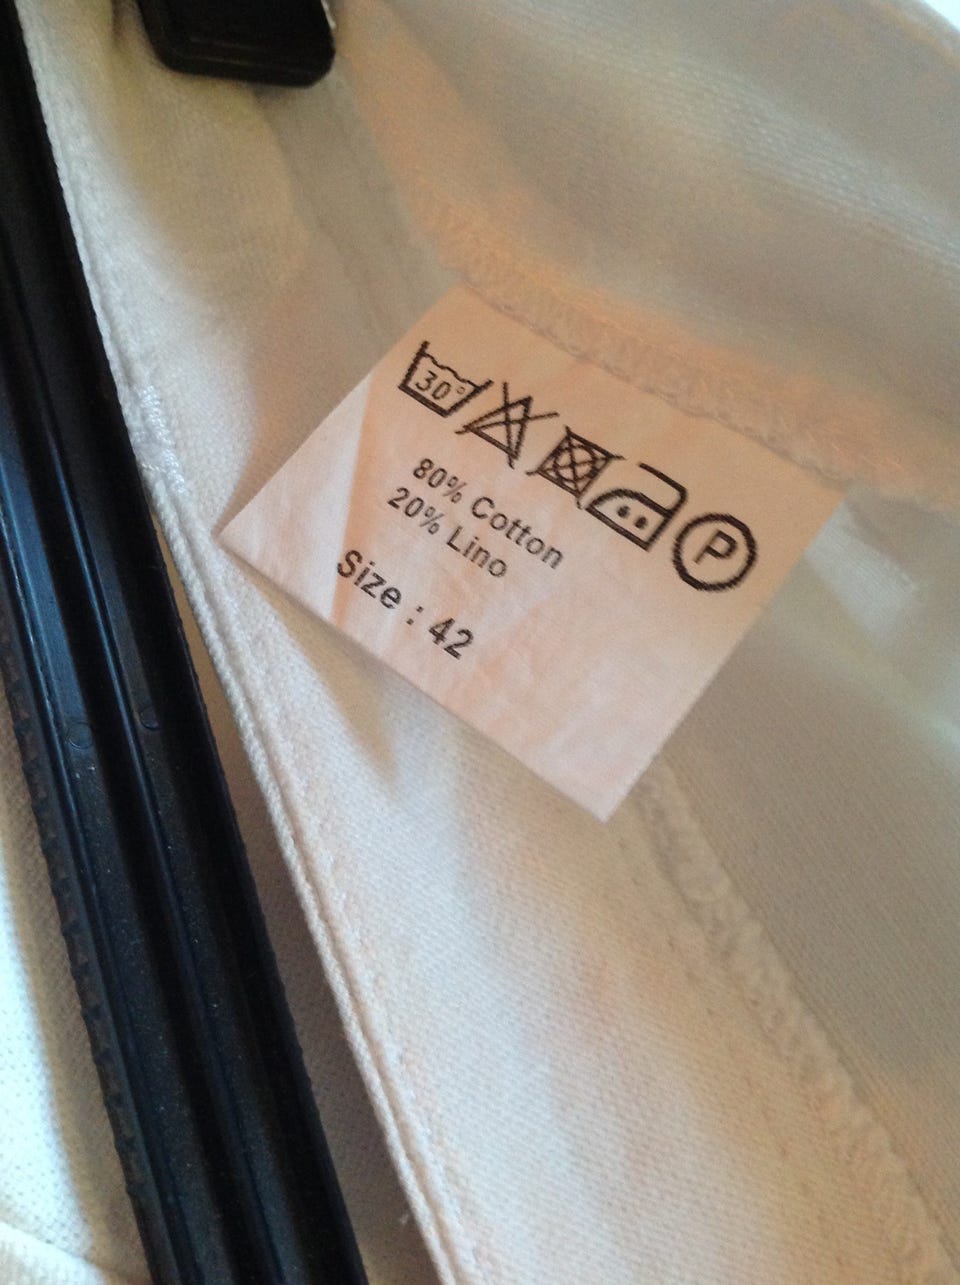 30°
P
80% Cotton
20% Lino
Size : 42